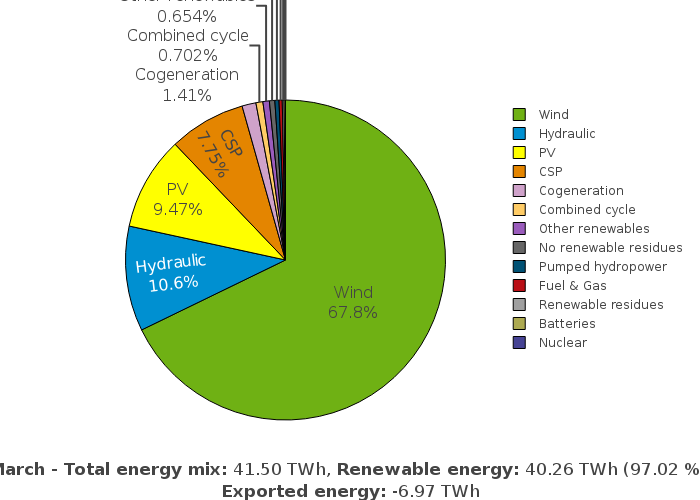 0.654%
Combined cycle
0.702%
Cogeneration
1.41%
CSP
7.75%
PV
9.47%
Hydraulic
10.6%
Wind
67.8%
Wind
Hydraulic
PV
CSP
Cogeneration
Combined cycle
Other renewables
No renewable residues
Pumped hydropower
Fuel & Gas
Renewable residues
Batteries
Nuclear
March - Total energy mix: 41.50 TWh, Renewable energy: 40.26 TWh (97.02 %
Exported energy: -6.97 TWh